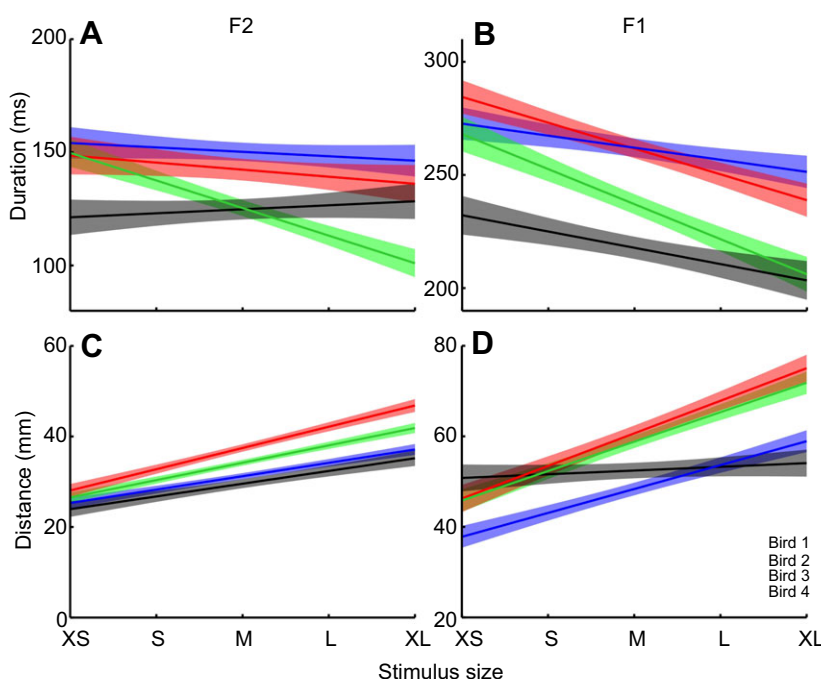 A
F2
B
F1
Duration (ms)
200
150
100
300
250
200
C
D
Distance (mm)
60
40
20
0
80
60
40
20
Bird 1
Bird 2
Bird 3
Bird 4
XS S M L XL
XS S M L XL
Stimulus size